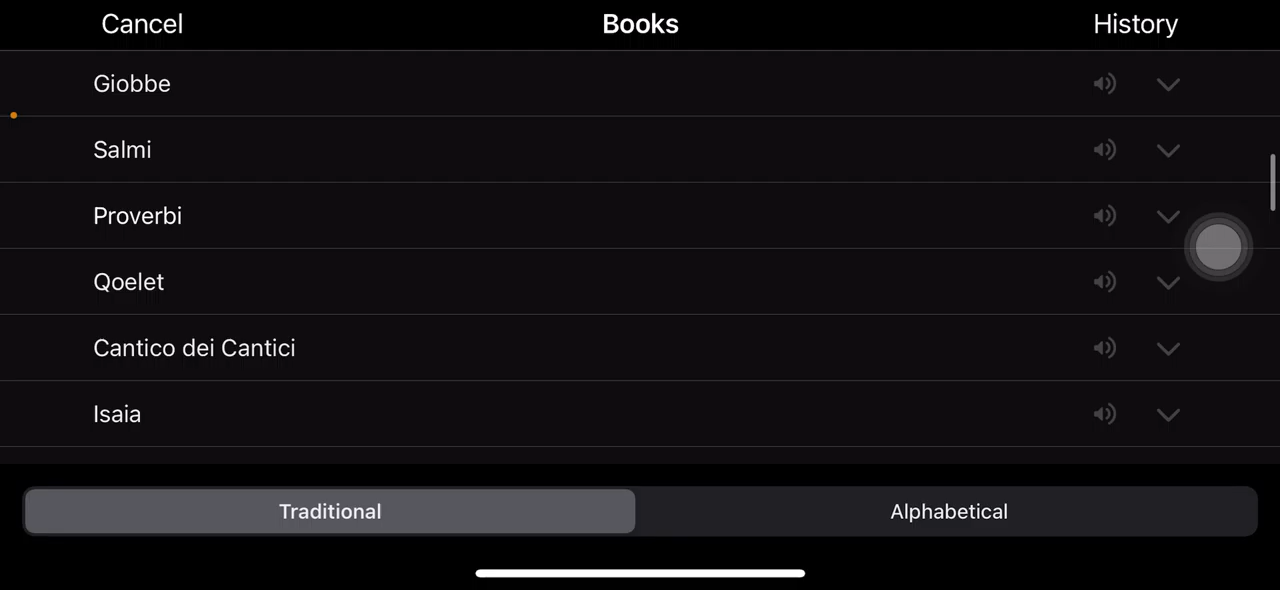 Cancel Books History
Giobbe
Salmi
Proverbi
Qoelet
Cantico dei Cantici
Isaia
Traditional Alphabetical